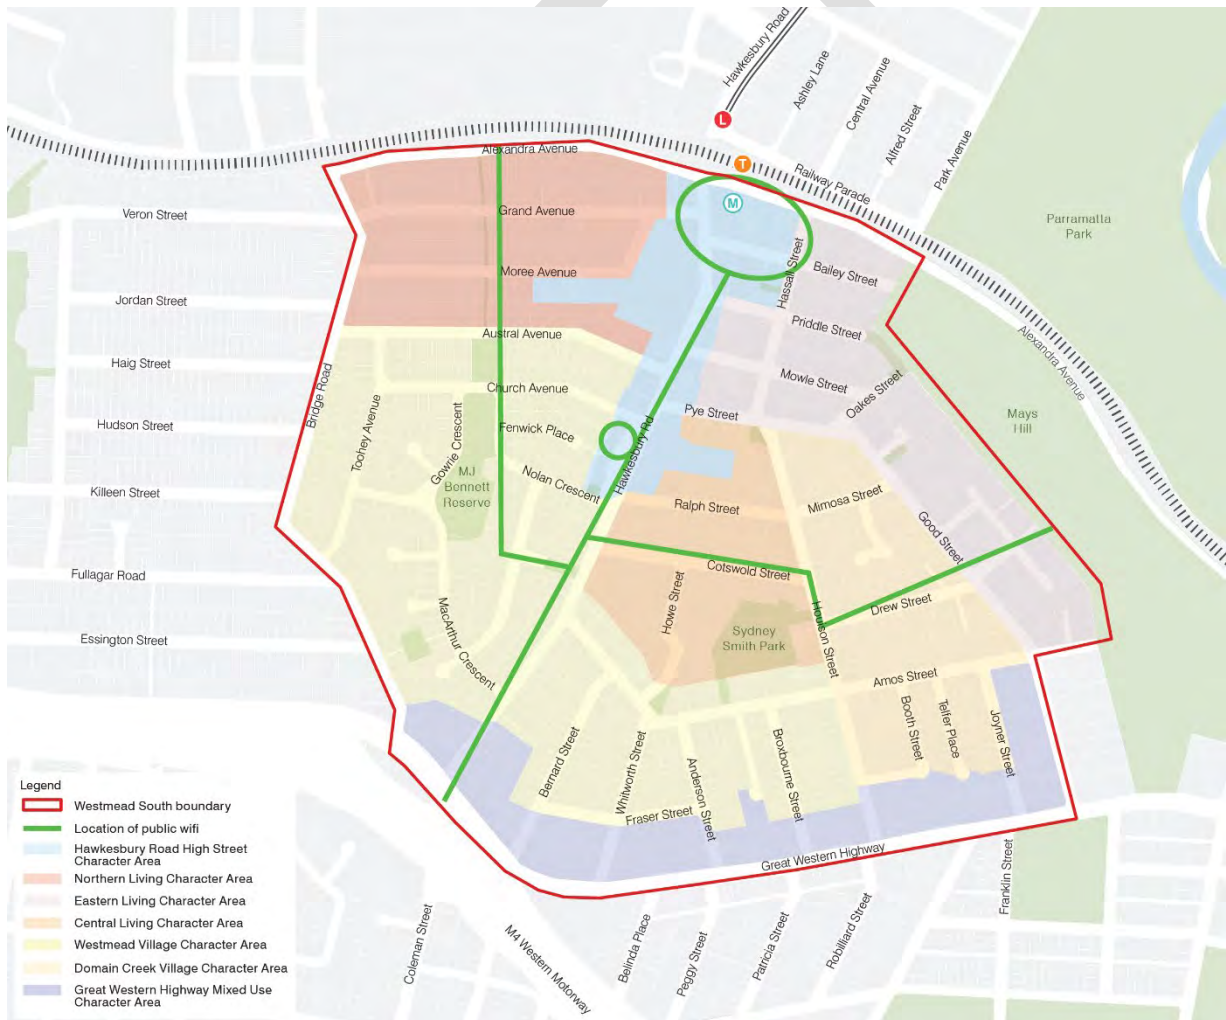 Hawkesbury Road
Ashley Lane
Central Avenue
Alfred Street
Park Avenue
L
T
Railway Parade
Alexandra Avenue
M
Veron Street
Grand Avenue
Parramatta
Park
Bailey Street
Hassall Street
Moree Avenue
Jordan Street
Priddle Street
Austral Avenue
Alexandra Avenue
Haig Street
Bridge Road
Mowle Street
Oakes Street
Church Avenue
Mays
Hill
Pye Street
Hudson Street
Toohey Avenue
Gowrie Crescent
Fenwick Place
Hawkesbury Rd
MJ
Bennett
Reserve
Nolan Crescent
Killeen Street
Ralph Street
Mimosa Street
Good Street
Fullagar Road
Cotswold Street
Howe Street
Drew Street
Houison Street
MacArthur Crescent
Essington Street
Sydney
Smith Park
Amos Street
Booth Street
Telfer Place
Joyner Street
Bernard Street
Whitworth Street
Anderson Street
Broxbourne Street
Fraser Street
Great Western Highway
Franklin Street
Coleman Street
M4 Western Motorway
Belinda Place
Peggy Street
Patricia Street
Robilliard Street
Legend
Westmead South boundary
Location of public wifi
Hawkesbury Road High Street
Character Area
Northern Living Character Area
Eastern Living Character Area
Central Living Character Area
Westmead Village Character Area
Domain Creek Village Character Area
Great Western Highway Mixed Use
Character Area